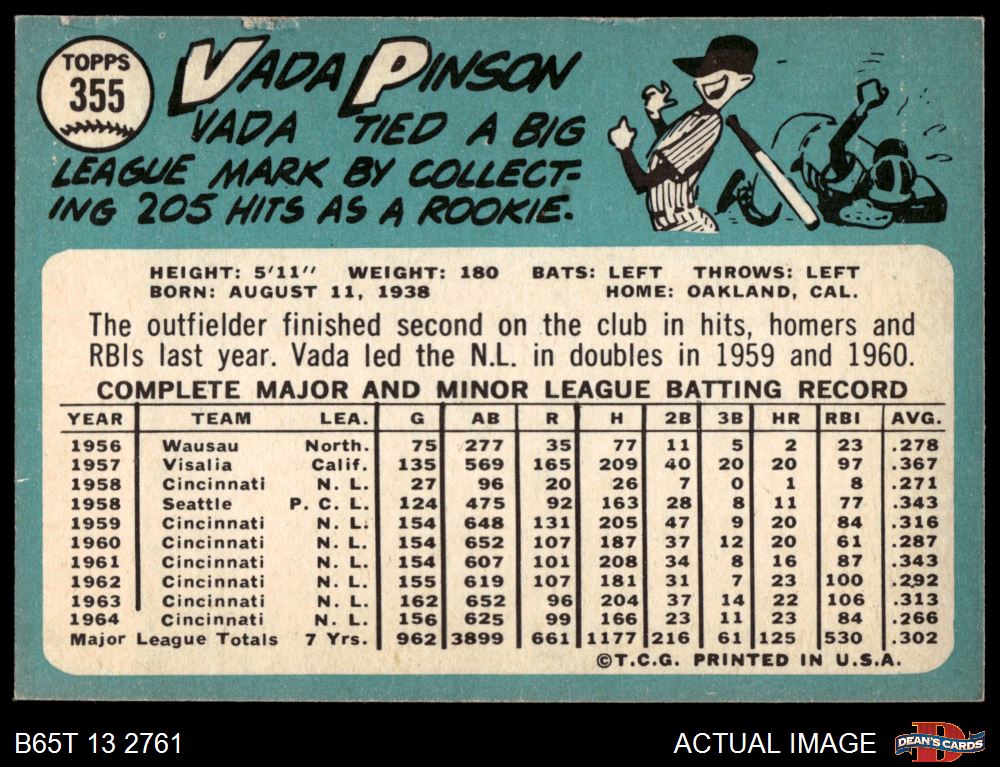 TOPPS
355
VADA PINSON
VADA TIED A BIG
LEAGUE MARK BY COLLECT-
ING 205 HITS AS A ROOKIE.
HEIGHT: 5'11" WEIGHT: 180 BATS: LEFT THROWS: LEFT
BORN: AUGUST 11, 1938 HOME: OAKLAND, CAL.
The outfielder finished second on the club in hits, homers and
RBIs last year. Vada led the N.L. in doubles in 1959 and 1960.
COMPLETE MAJOR AND MINOR LEAGUE BATTING RECORD
YEAR TEAM LEA. G AB R H 2B 3B HR RBI AVG.
1956 Wausau North. 75 277 35 77 11 5 2 23 .278
1957 Visalia Calif. 135 569 165 209 40 20 20 97 .367
1958 Cincinnati N. L. 27 96 20 26 7 0 1 8 .271
1958 Seattle P. C. L. 124 475 92 163 28 8 11 77 .343
1959 Cincinnati N. L. 154 648 131 205 47 9 20 84 .316
1960 Cincinnati N. L. 154 652 107 187 37 12 20 61 .287
1961 Cincinnati N. L. 154 607 101 208 34 8 16 87 .343
1962 Cincinnati N. L. 155 619 107 181 31 7 23 100 .292
1963 Cincinnati N. L. 162 652 96 204 37 14 22 106 .313
1964 Cincinnati N. L. 156 625 99 166 23 11 23 84 .266
Major League Totals 7 Yrs. 962 3899 661 1177 216 61 125 530 .302
©T.C.G. PRINTED IN U.S.A.
B65T 13 2761
ACTUAL IMAGE
D
DEAN'S CARDS